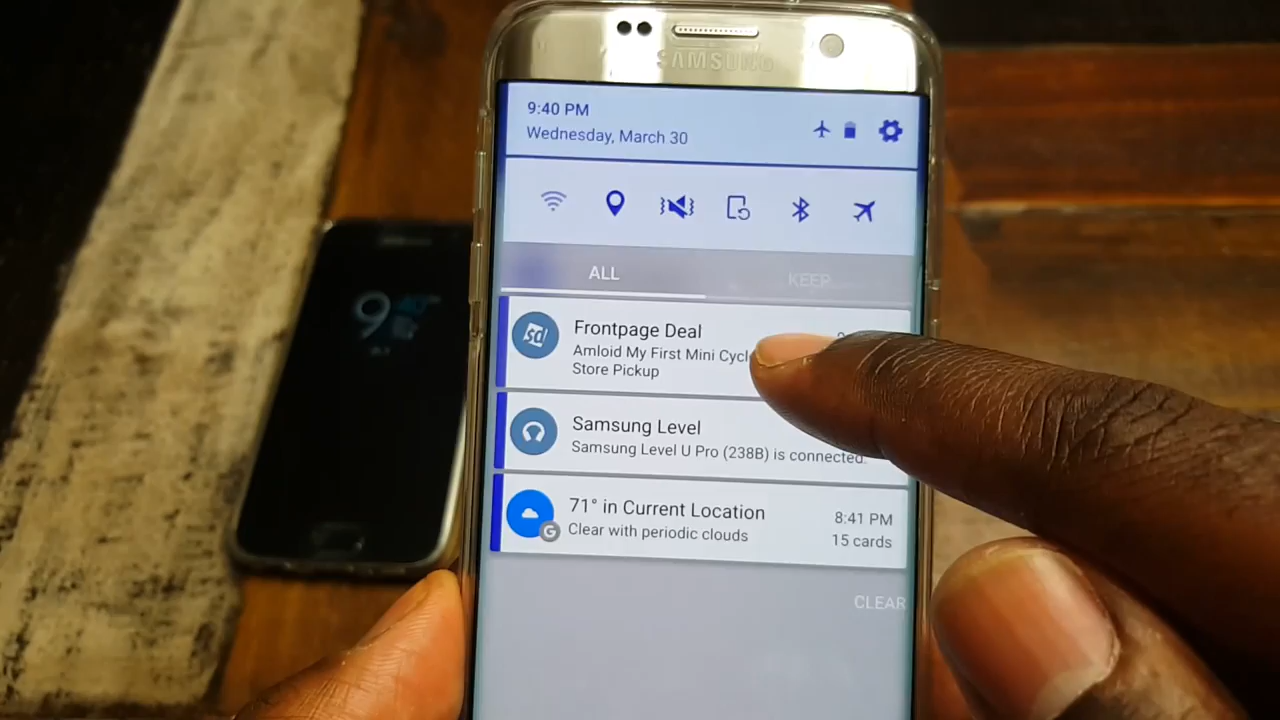 SAMSUNG
9:40 PM
Wednesday, March 30
ALL
KEEP
Frontpage Deal
Amloid My First Mini
Store Pickup
Samsung Level
Samsung Level U Pro (238B) is connected.
71° in Current Location
8:41 PM
Clear with periodic clouds
15 cards
CLEAR
9